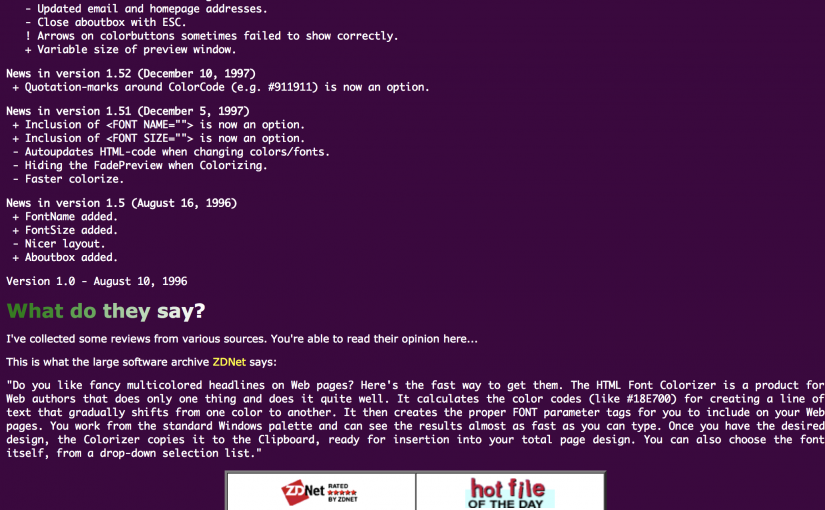 - Updated email and homepage addresses.
- Close aboutbox with ESC.
! Arrows on colorbuttons sometimes failed to show correctly.
+ Variable size of preview window.
News in version 1.52 (December 10, 1997)
+ Quotation-marks around ColorCode (e.g. #911911) is now an option.
News in version 1.51 (December 5, 1997)
+ Inclusion of <FONT NAME=""> is now an option.
+ Inclusion of <FONT SIZE=""> is now an option.
- Autoupdates HTML-code when changing colors/fonts.
- Hiding the FadePreview when Colorizing.
- Faster colorize.
News in version 1.5 (August 16, 1996)
+ FontName added.
+ FontSize added.
- Nicer layout.
+ Aboutbox added.
Version 1.0 - August 10, 1996
What do they say?
I've collected some reviews from various sources. You're able to read their opinion here...
This is what the large software archive ZDNet says:
"Do you like fancy multicolored headlines on Web pages? Here's the fast way to get them. The HTML Font Colorizer is a product for
Web authors that does only one thing and does it quite well. It calculates the color codes (like #18E700) for creating a line of
text that gradually shifts from one color to another. It then creates the proper FONT parameter tags for you to include on your Web
pages. You work from the standard Windows palette and can see the results almost as fast as you can type. Once you have the desired
design, the Colorizer copies it to the Clipboard, ready for insertion into your total page design. You can also choose the font
itself, from a drop-down selection list."
ZDNet RATED ★★★★★ BY ZDNET
hot file
OF THE DAY